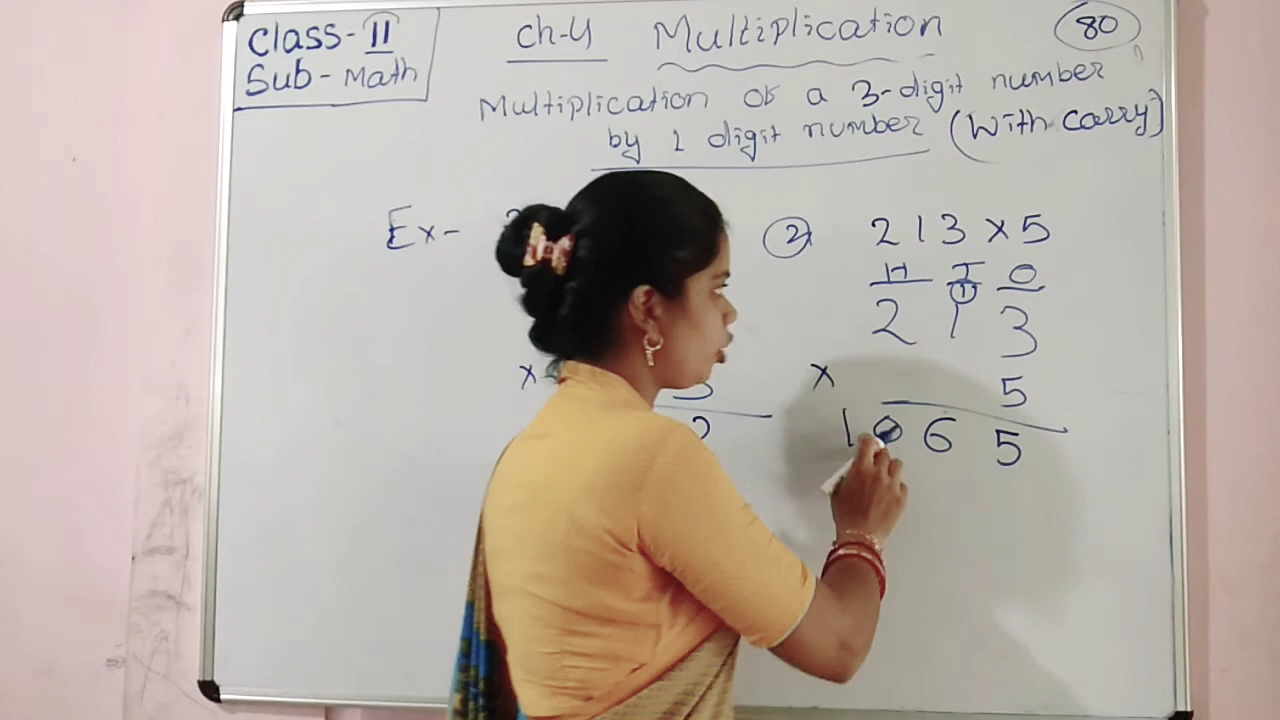 Class-II
Sub-Math
Ch-4 Multiplication
80
Multiplication of a 3-digit number
by 1 digit number (With carry)
Ex-
2 213 x 5
H T O
1
2 1 3
x 5
1 0 6 5
x
3